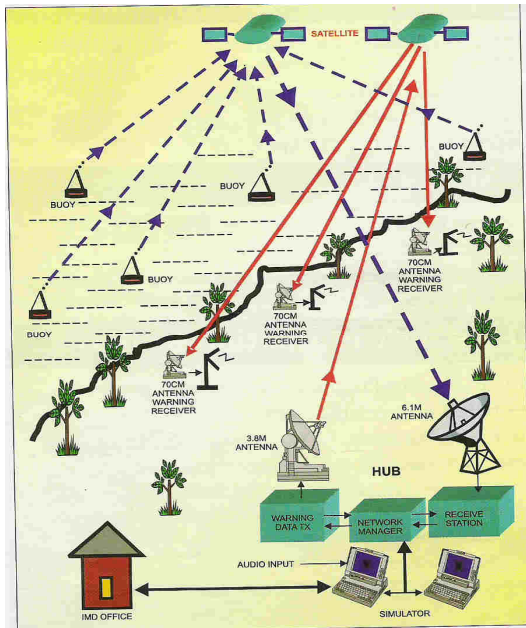 SATELLITE
BUOY
BUOY
BUOY
BUOY
BUOY
70CM
ANTENNA
WARNING
RECEIVER
70CM
ANTENNA
WARNING
RECEIVER
70CM
ANTENNA
WARNING
RECEIVER
3.8M
ANTENNA
6.1M
ANTENNA
HUB
WARNING
DATA TX
NETWORK
MANAGER
RECEIVE
STATION
AUDIO INPUT
IMD OFFICE
SIMULATOR